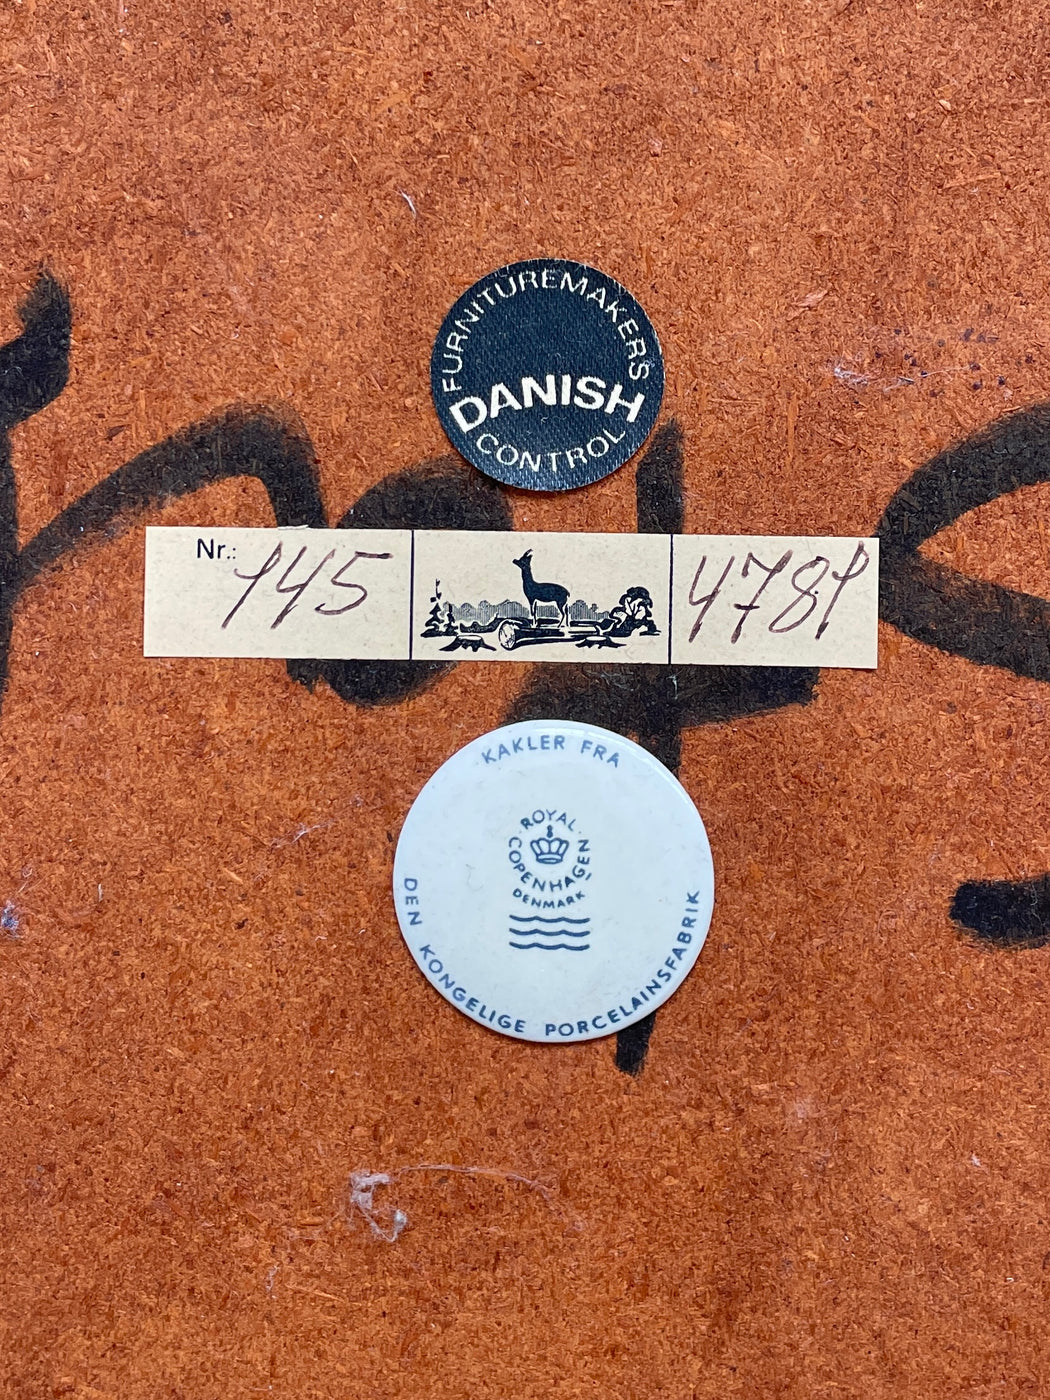 FURNITUREMAKERS
DANISH
CONTROL
Nr.: 145
4781
KAKLER FRA
ROYAL
COPENHAGEN
DENMARK
DEN KONGELIGE PORCELAINSFABRIK